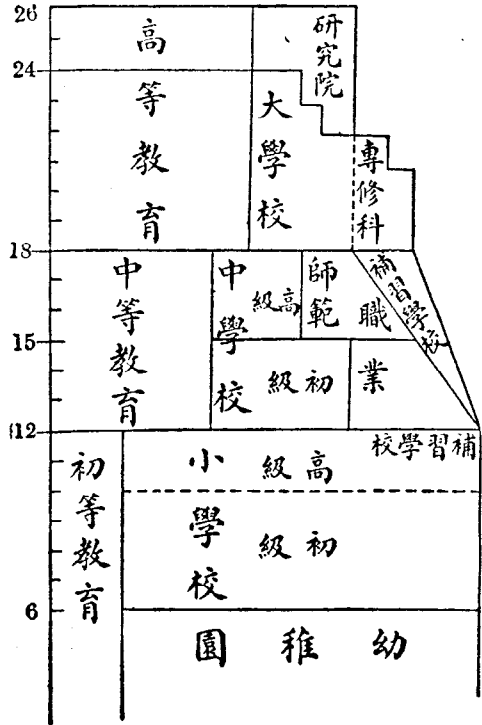 26
24
18
15
12
6
高等教育
大學校
研究院
專修科
中等教育
中學校
高級
初級
師範
職業
補習學校
初等教育
小學校
高級
初級
補習學校
幼稚園